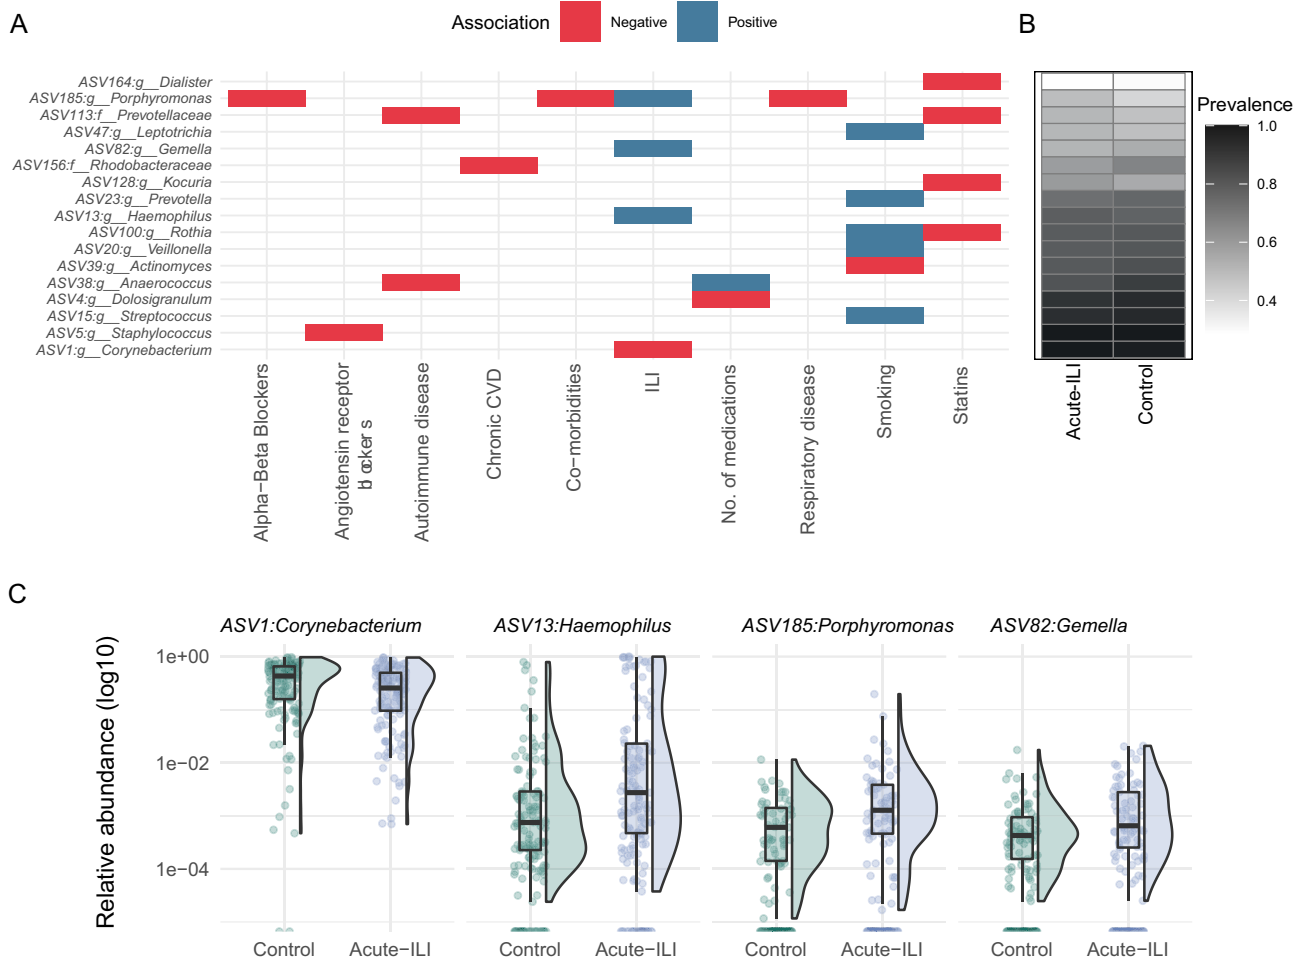 A
Association
Negative
Positive
B
ASV164:g__Dialister
ASV185:g__Porphyromonas
ASV113:f__Prevotellaceae
ASV47:g__Leptotrichia
ASV82:g__Gemella
ASV156:f__Rhodobacteraceae
ASV128:g__Kocuria
ASV23:g__Prevotella
ASV13:g__Haemophilus
ASV100:g__Rothia
ASV20:g__Veillonella
ASV39:g__Actinomyces
ASV38:g__Anaerococcus
ASV4:g__Dolosigranulum
ASV15:g__Streptococcus
ASV5:g__Staphylococcus
ASV1:g__Corynebacterium
Alpha−Beta Blockers
Angiotensin receptor
blockers
Autoimmune disease
Chronic CVD
Co−morbidities
ILI
No. of medications
Respiratory disease
Smoking
Statins
Prevalence
1.0
0.8
0.6
0.4
Acute-ILI
Control
C
Relative abundance (log10)
1e+00
1e−02
1e−04
ASV1:Corynebacterium
ASV13:Haemophilus
ASV185:Porphyromonas
ASV82:Gemella
Control
Acute−ILI
Control
Acute−ILI
Control
Acute−ILI
Control
Acute−ILI